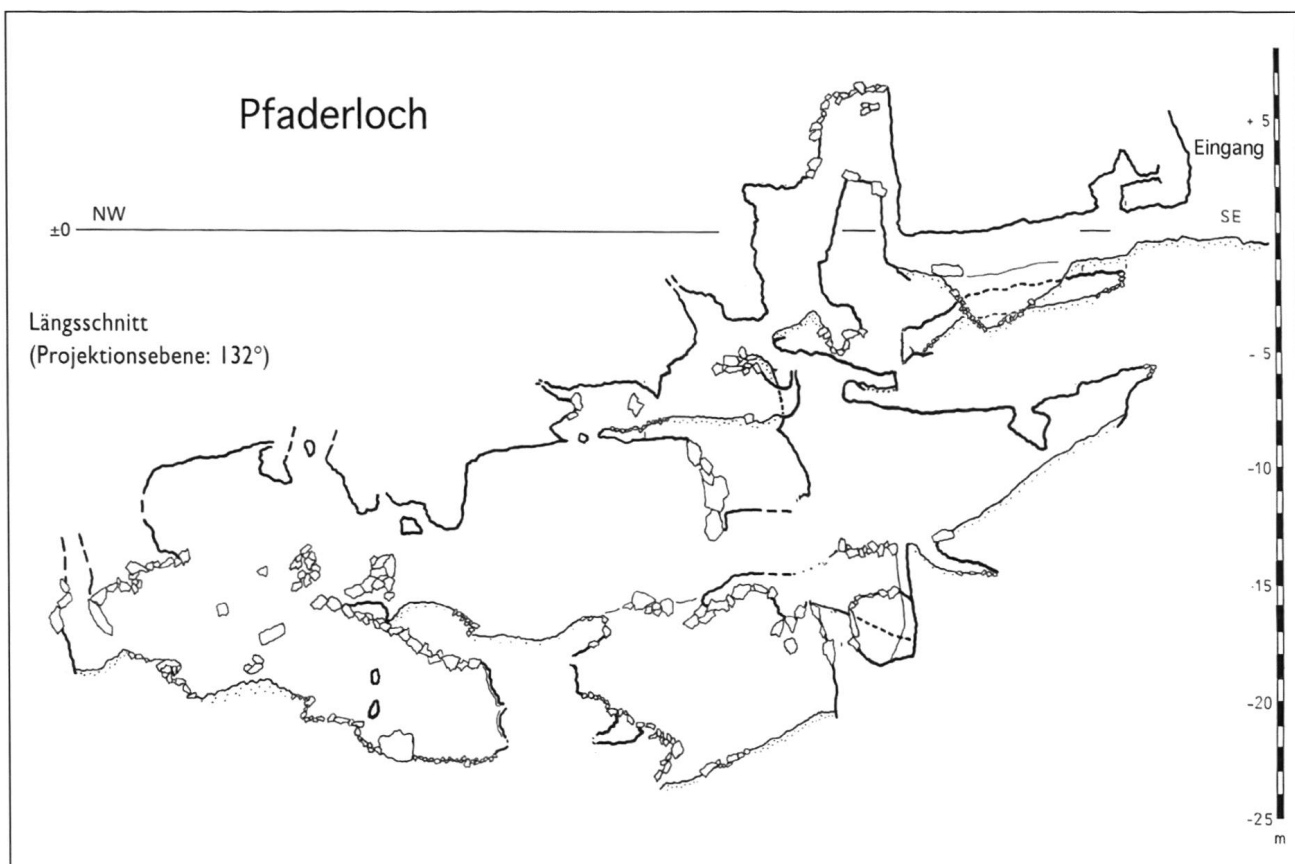 Pfaderloch
+ 5
Eingang
NW
SE
±0
Längsschnitt
(Projektionsebene: 132°)
- 5
-10
-15
-20
-25
m